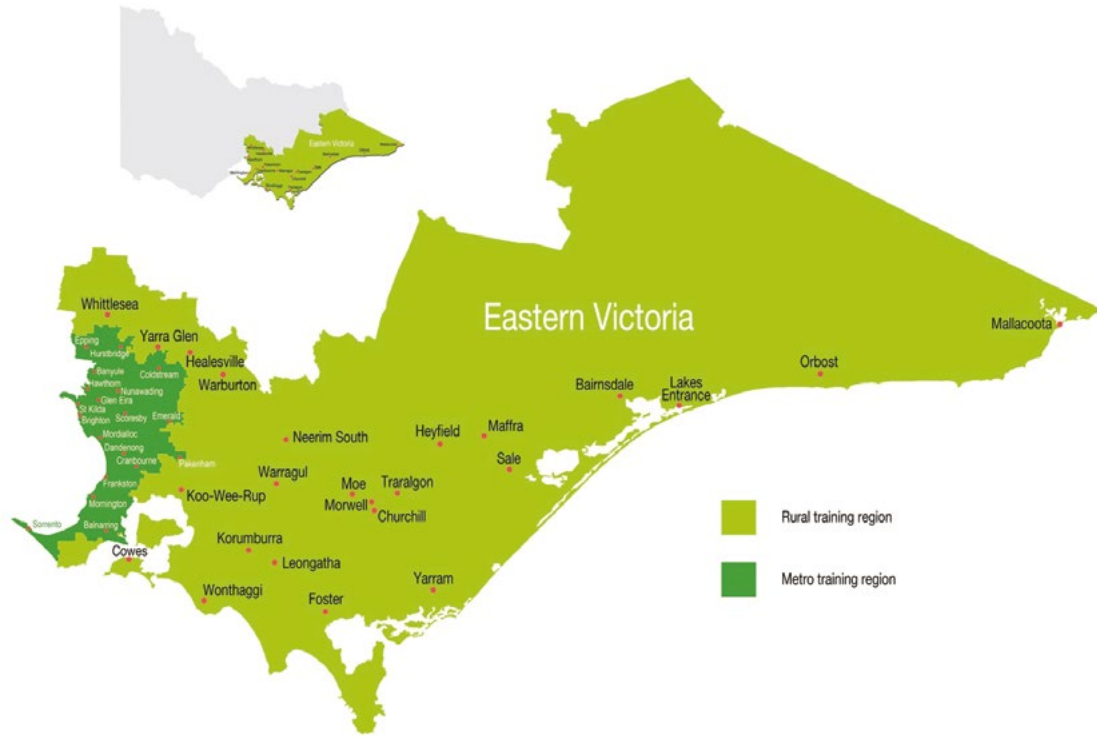 Eastern Victoria
Whittlesea
Epping
Hurstbridge
Yarra Glen
Healesville
Warburton
Banyule
Coldstream
Hawthorn
Nunawading
Glen Eira
St Kilda
Brighton
Scoresby
Emerald
Mordialloc
Dandenong
Cranbourne
Pakenham
Frankston
Mornington
Sorrento
Balnarring
Cowes
Koo-Wee-Rup
Neerim South
Warragul
Korumburra
Leongatha
Wonthaggi
Foster
Moe
Morwell
Traralgon
Churchill
Yarram
Heyfield
Maffra
Sale
Eastern Victoria
Bairnsdale
Lakes
Entrance
Orbost
Mallacoota
Rural training region
Metro training region